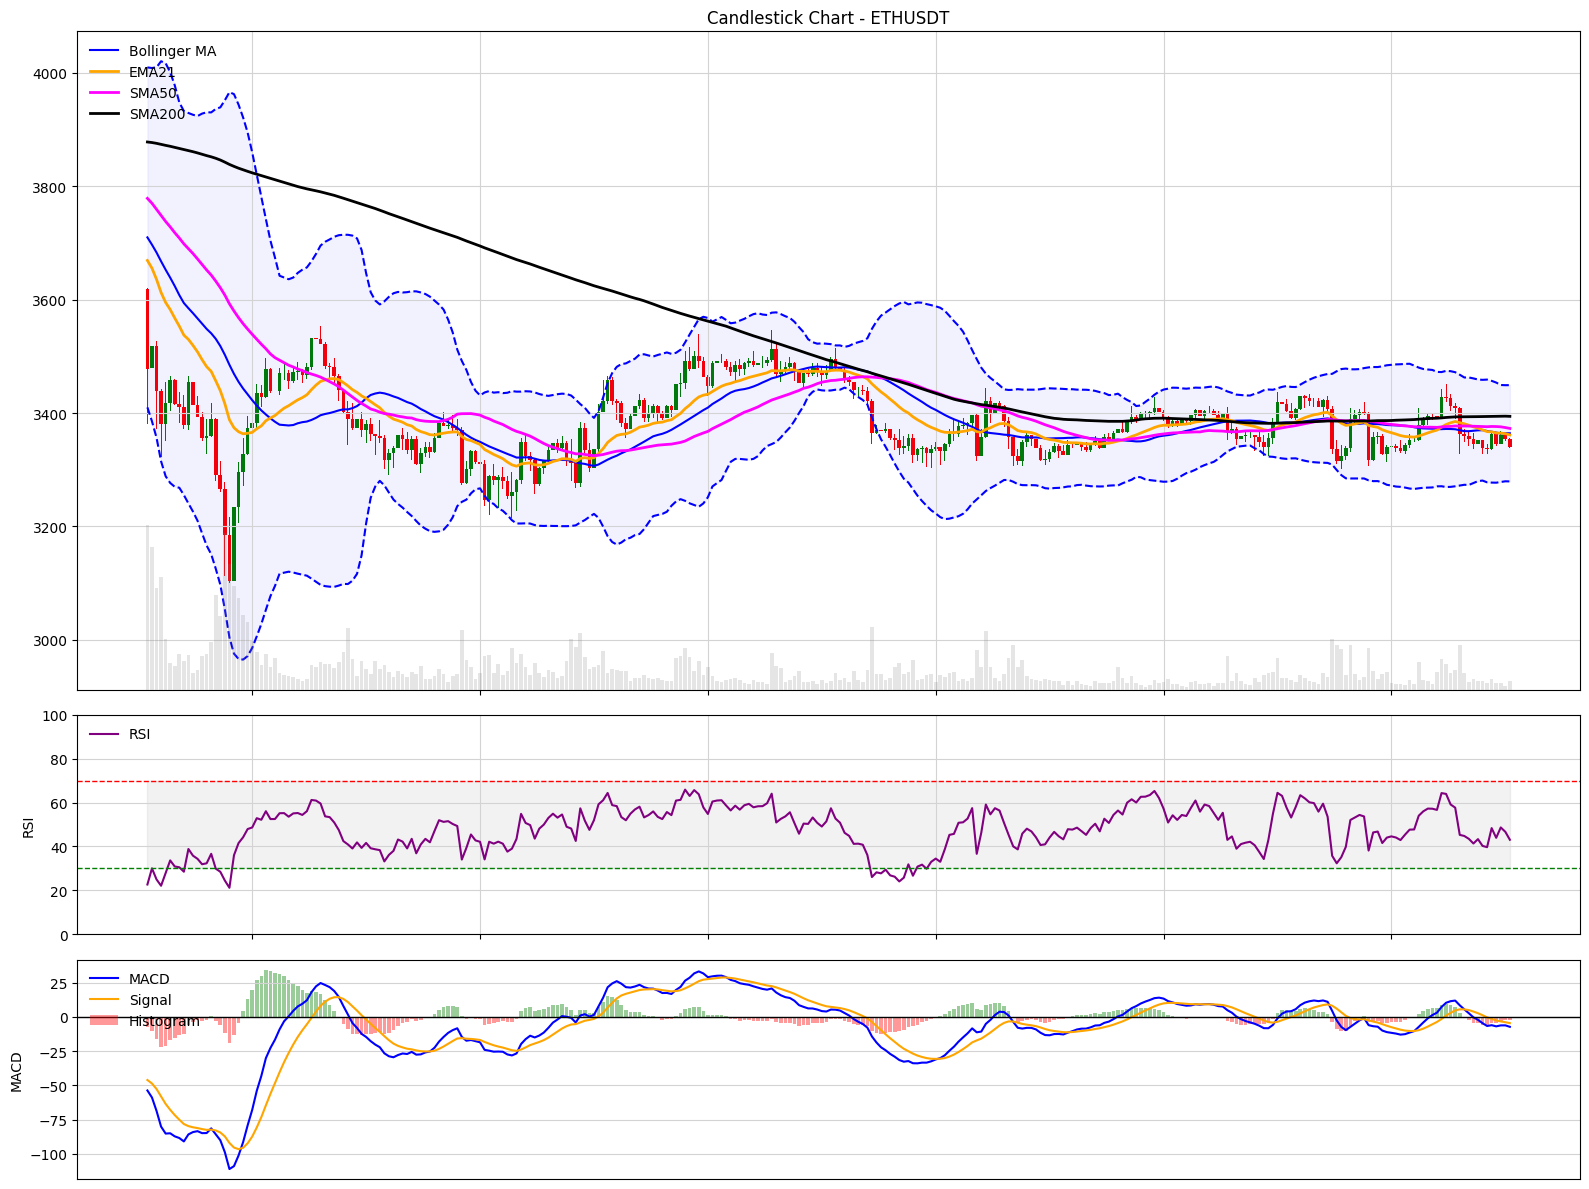 Candlestick Chart - ETHUSDT
Bollinger MA
EMA21
SMA50
SMA200
4000
3800
3600
3400
3200
3000
RSI
100
80
60
40
20
0
RSI
MACD
Signal
Histogram
25
0
−25
−50
−75
−100
MACD